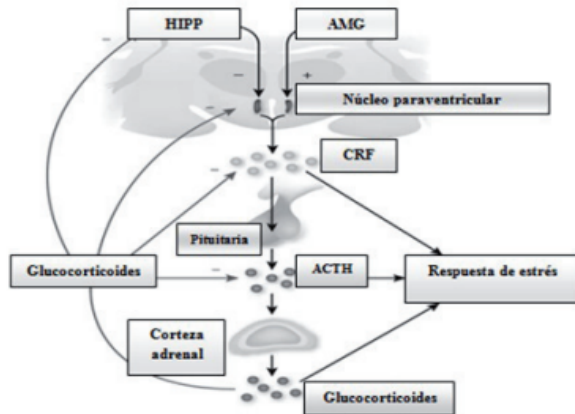 HIPP
AMG
-
-
+
-
Núcleo paraventricular
-
CRF
Pituitaria
Glucocorticoides
-
ACTH
Respuesta de estrés
Corteza
adrenal
Glucocorticoides